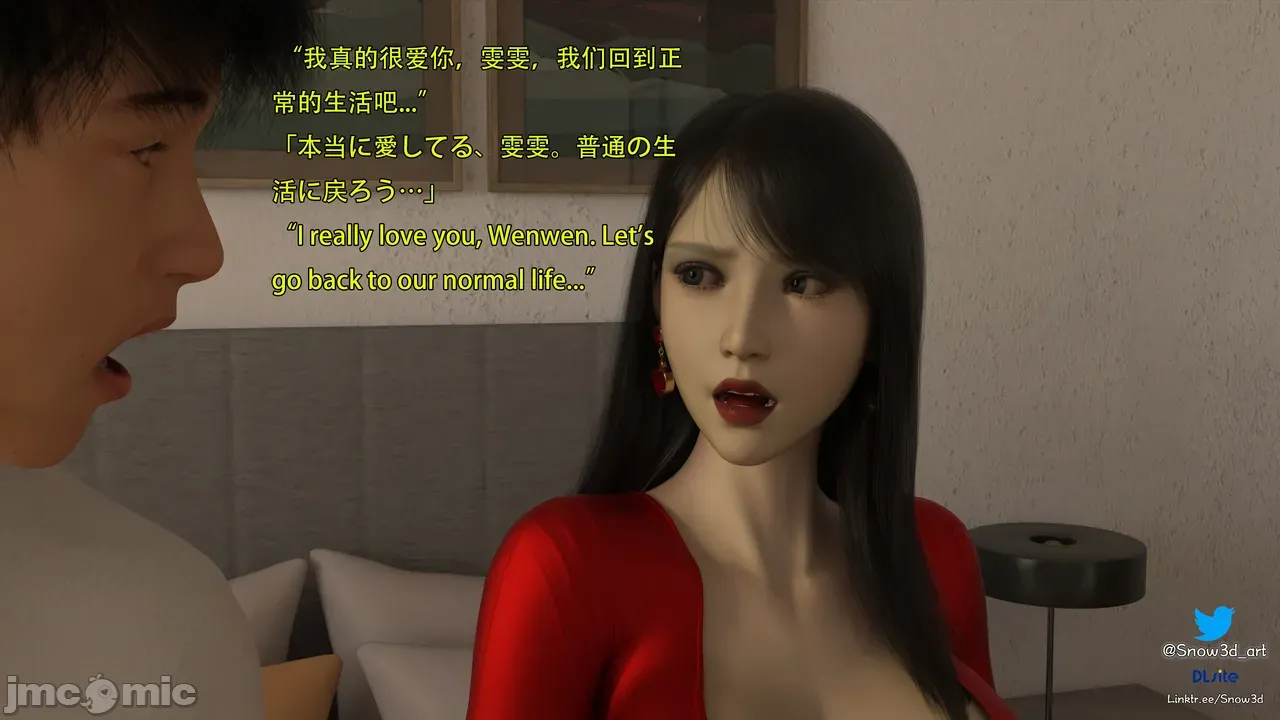 “我真的很爱你，雯雯，我们回到正
常的生活吧...”
「本当に愛してる、雯雯。普通の生
活に戻ろう…」
“I really love you, Wenwen. Let's
go back to our normal life...”
@Snow3d_art
DLsite
Linktr.ee/Snow3d
jmcomic